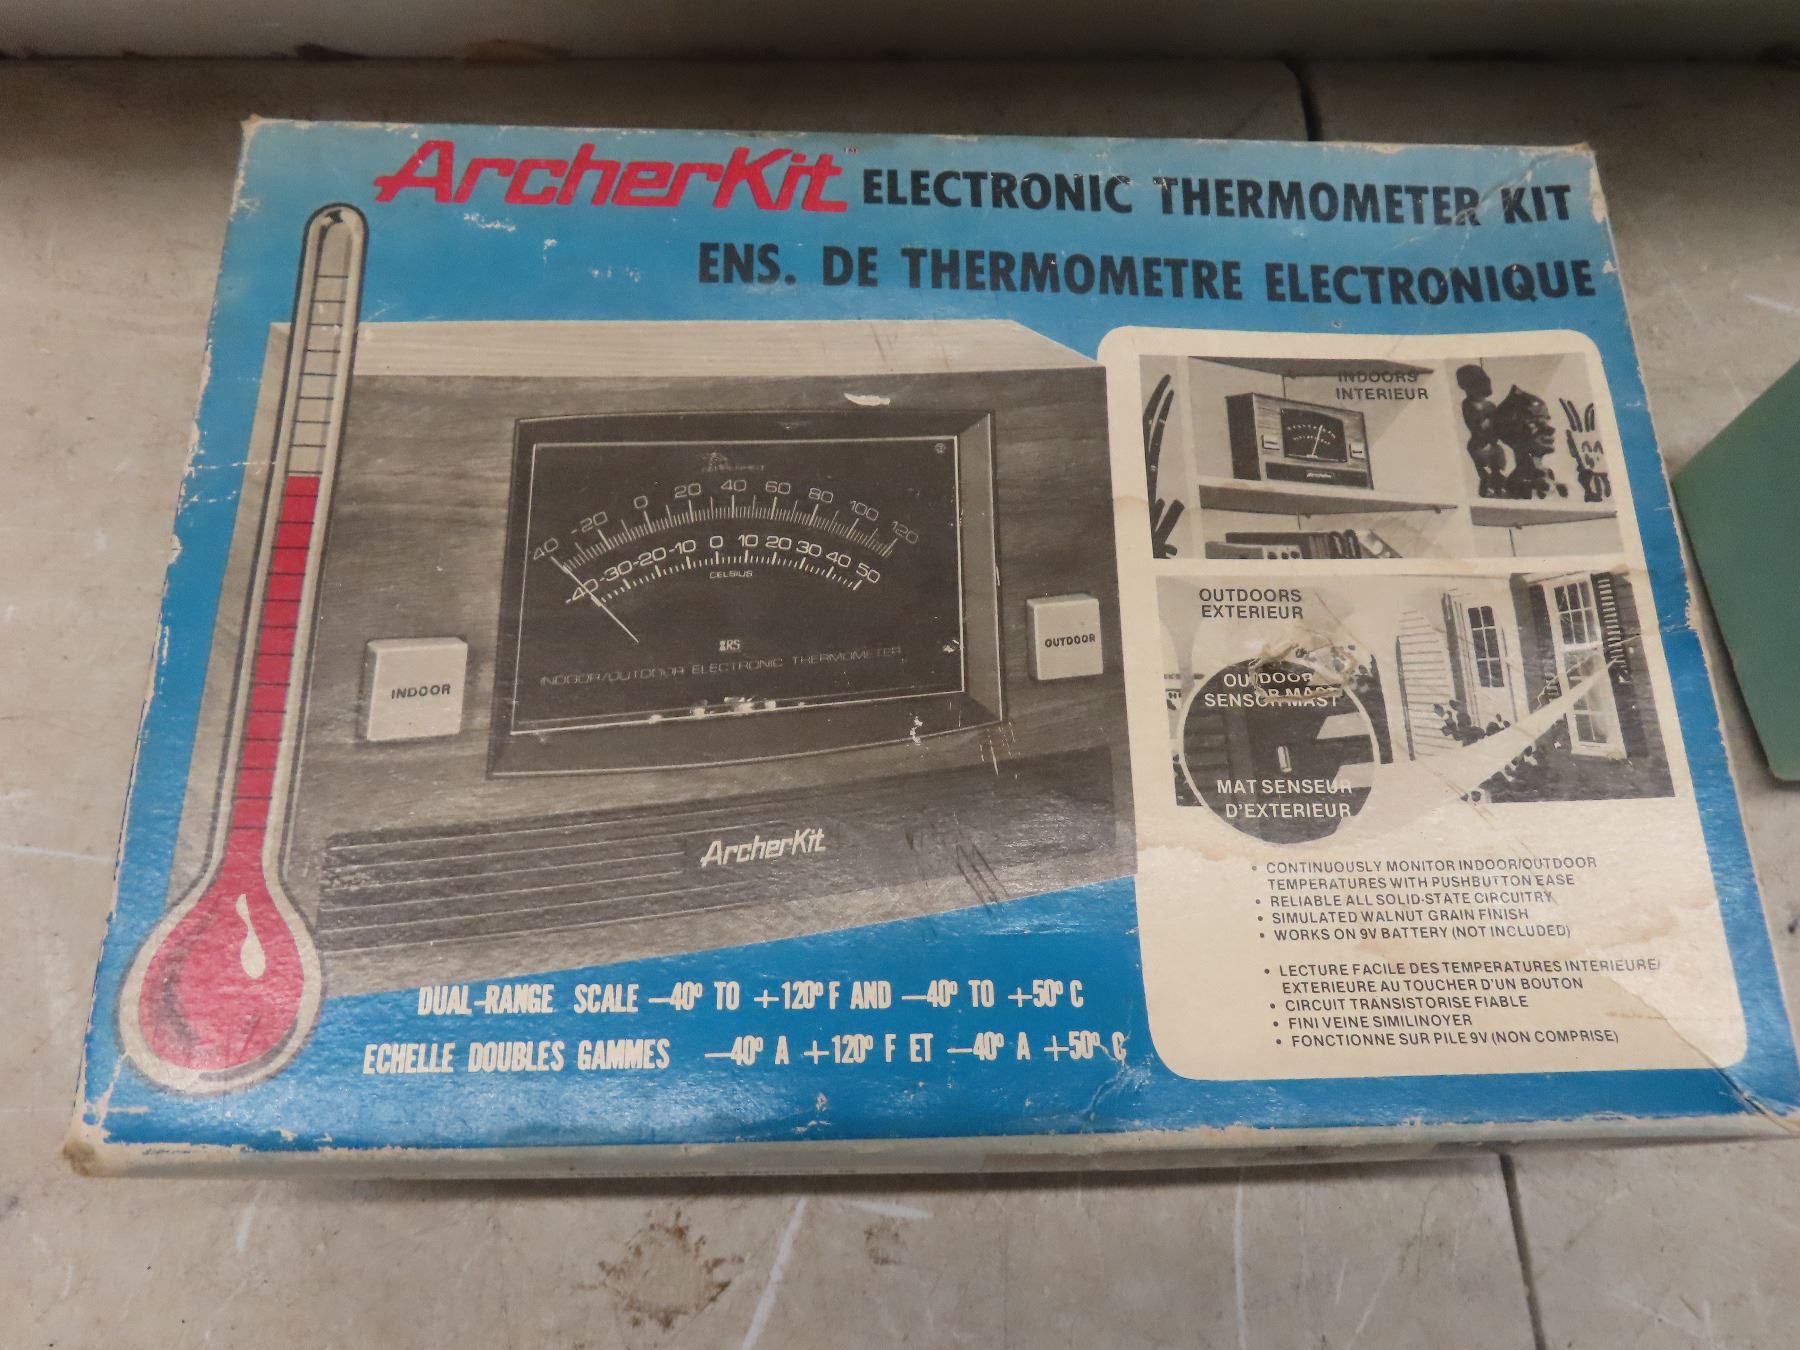 ArcherKit™ ELECTRONIC THERMOMETER KIT
ENS. DE THERMOMETRE ELECTRONIQUE
INDOORS
INTERIEUR
-20 0 20 40 60 80 100 120
40
-40 -30 -20 -10 0 10 20 30 40 50
CELSIUS
RS
INDOOR/OUTDOOR ELECTRONIC THERMOMETER
INDOOR
OUTDOOR
ArcherKit
OUTDOORS
EXTERIEUR
OUTDOOR
SENSOR MAST
MAT SENSEUR
D'EXTERIEUR
• CONTINUOUSLY MONITOR INDOOR/OUTDOOR
TEMPERATURES WITH PUSHBUTTON EASE
• RELIABLE ALL SOLID-STATE CIRCUITRY
• SIMULATED WALNUT GRAIN FINISH
• WORKS ON 9V BATTERY (NOT INCLUDED)
• LECTURE FACILE DES TEMPERATURES INTERIEURE/
EXTERIEURE AU TOUCHER D'UN BOUTON
• CIRCUIT TRANSISTORISE FIABLE
• FINI VEINE SIMILINOYER
• FONCTIONNE SUR PILE 9V (NON COMPRISE)
DUAL-RANGE SCALE -40° TO +120° F AND -40° TO +50° C
ECHELLE DOUBLES GAMMES -40° A +120° F ET -40° A +50° C